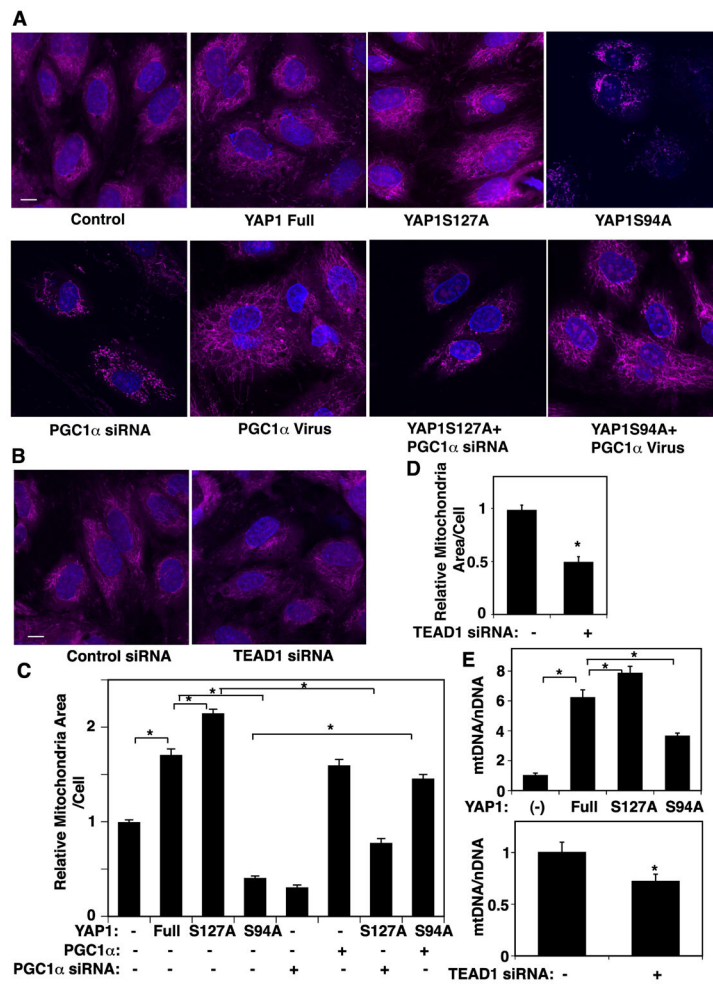 A
Control YAP1 Full YAP1S127A YAP1S94A
PGC1α siRNA PGC1α Virus YAP1S127A+ PGC1α siRNA YAP1S94A+ PGC1α Virus
B
Control siRNA TEAD1 siRNA
D
Relative Mitochondria Area/Cell
1
0.5
0
*
TEAD1 siRNA: - +
C
Relative Mitochondria Area /Cell
2
1
0
* * * * *
YAP1: - Full S127A S94A - - S127A S94A
PGC1α: - - - - - + - +
PGC1α siRNA: - - - - + - + -
E
mtDNA/nDNA
8
6
4
2
0
* * *
YAP1: (-) Full S127A S94A
mtDNA/nDNA
1
0.5
0
*
TEAD1 siRNA: - +